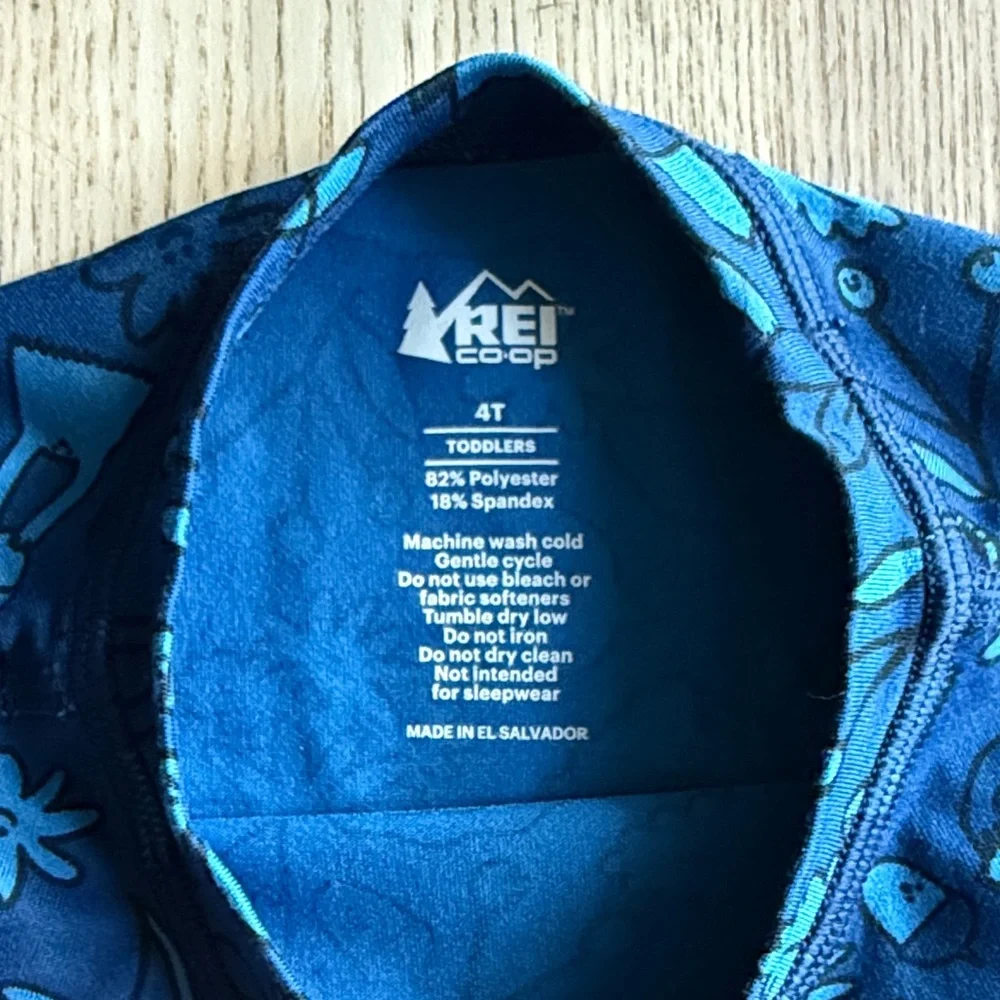 REI™
co·op
4T
TODDLERS
82% Polyester
18% Spandex
Machine wash cold
Gentle cycle
Do not use bleach or
fabric softeners
Tumble dry low
Do not iron
Do not dry clean
Not intended
for sleepwear
MADE IN EL SALVADOR